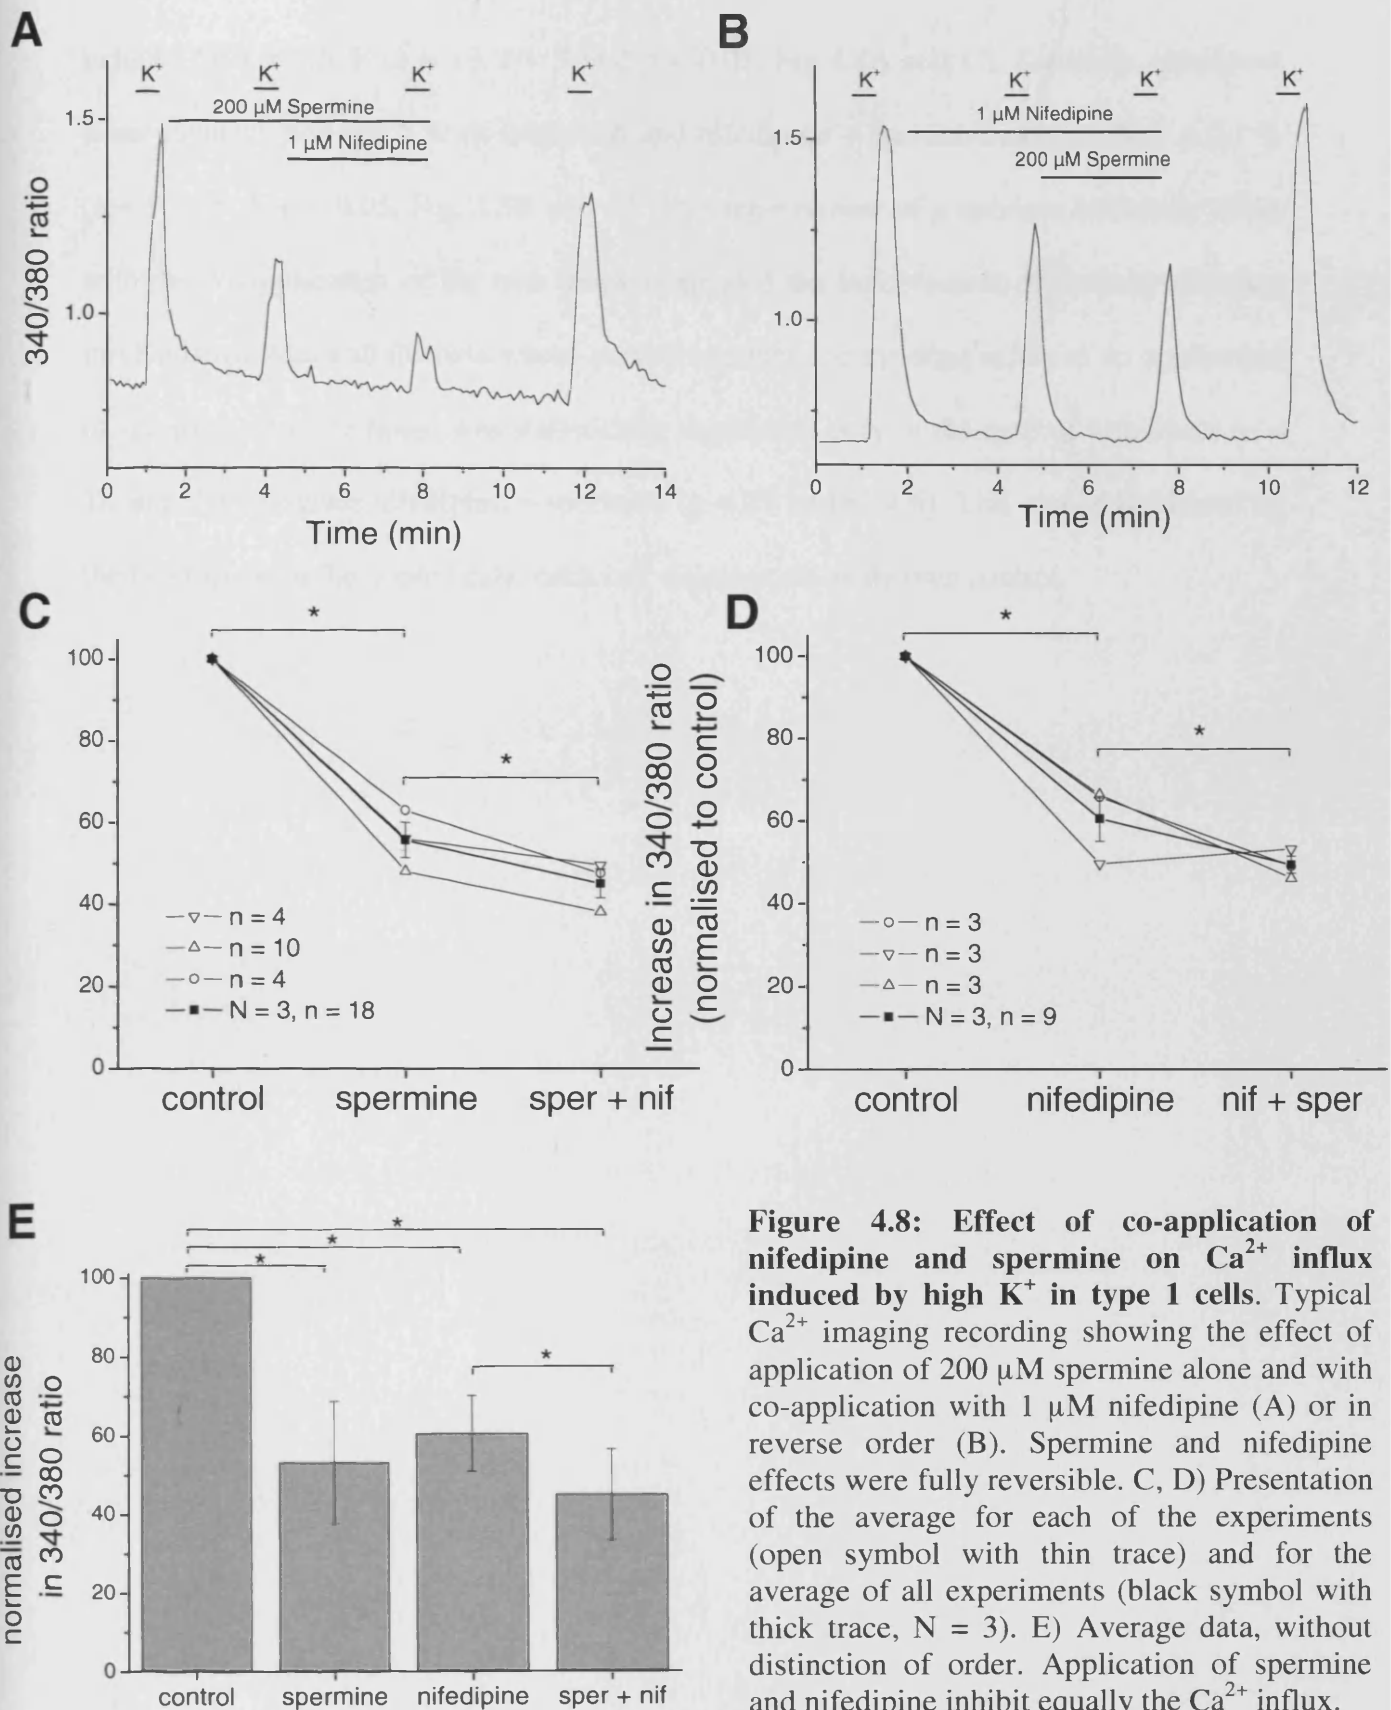 A
K+ K+ K+ K+
200 µM Spermine
1 µM Nifedipine
340/380 ratio
1.5
1.0
0 2 4 6 8 10 12 14
Time (min)
B
K+ K+ K+ K+
1 µM Nifedipine
200 µM Spermine
1.5
1.0
0 2 4 6 8 10 12
Time (min)
C
*
*
100
80
60
40
20
0
n = 4
n = 10
n = 4
N = 3, n = 18
control spermine sper + nif
D
Increase in 340/380 ratio
(normalised to control)
*
*
100
80
60
40
20
0
n = 3
n = 3
n = 3
N = 3, n = 9
control nifedipine nif + sper
E
normalised increase
in 340/380 ratio
*
*
*
*
100
80
60
40
20
0
control spermine nifedipine sper + nif
Figure 4.8: Effect of co-application of
nifedipine and spermine on Ca2+ influx
induced by high K+ in type 1 cells. Typical
Ca2+ imaging recording showing the effect of
application of 200 µM spermine alone and with
co-application with 1 µM nifedipine (A) or in
reverse order (B). Spermine and nifedipine
effects were fully reversible. C, D) Presentation
of the average for each of the experiments
(open symbol with thin trace) and for the
average of all experiments (black symbol with
thick trace, N = 3). E) Average data, without
distinction of order. Application of spermine
and nifedipine inhibit equally the Ca2+ influx.